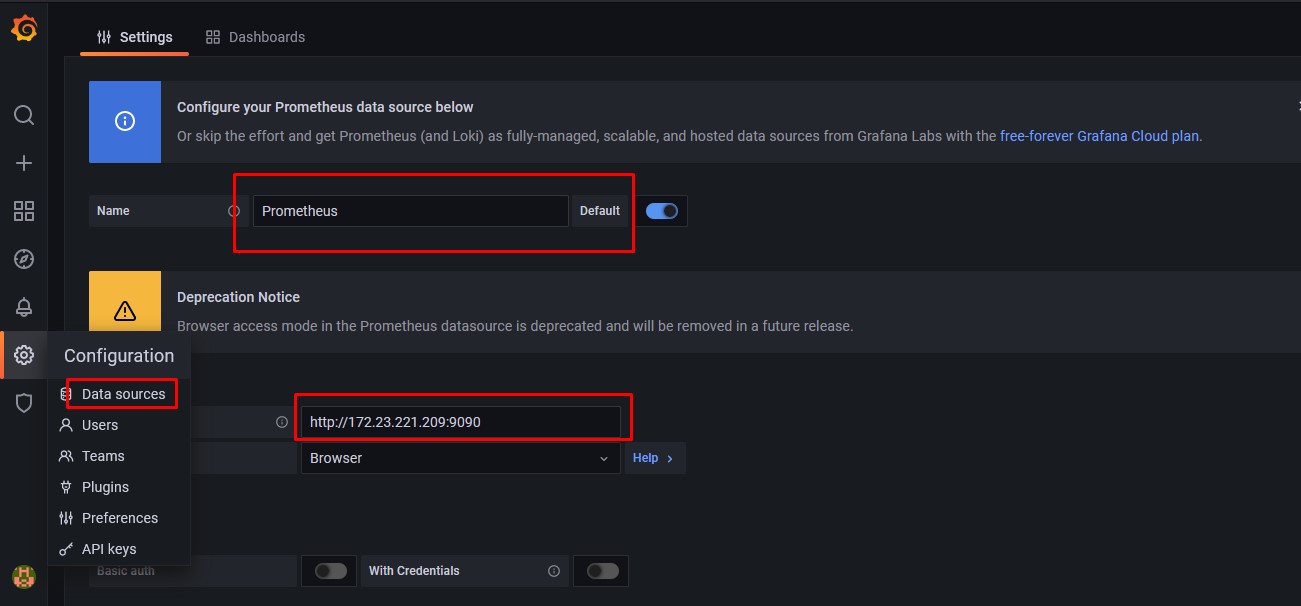 Settings
Dashboards
Configure your Prometheus data source below
Or skip the effort and get Prometheus (and Loki) as fully-managed, scalable, and hosted data sources from Grafana Labs with the free-forever Grafana Cloud plan.
Name
Prometheus
Default
Deprecation Notice
Browser access mode in the Prometheus datasource is deprecated and will be removed in a future release.
Configuration
Data sources
http://172.23.221.209:9090
Users
Browser
Help >
Teams
Plugins
Preferences
API keys
Basic auth
With Credentials